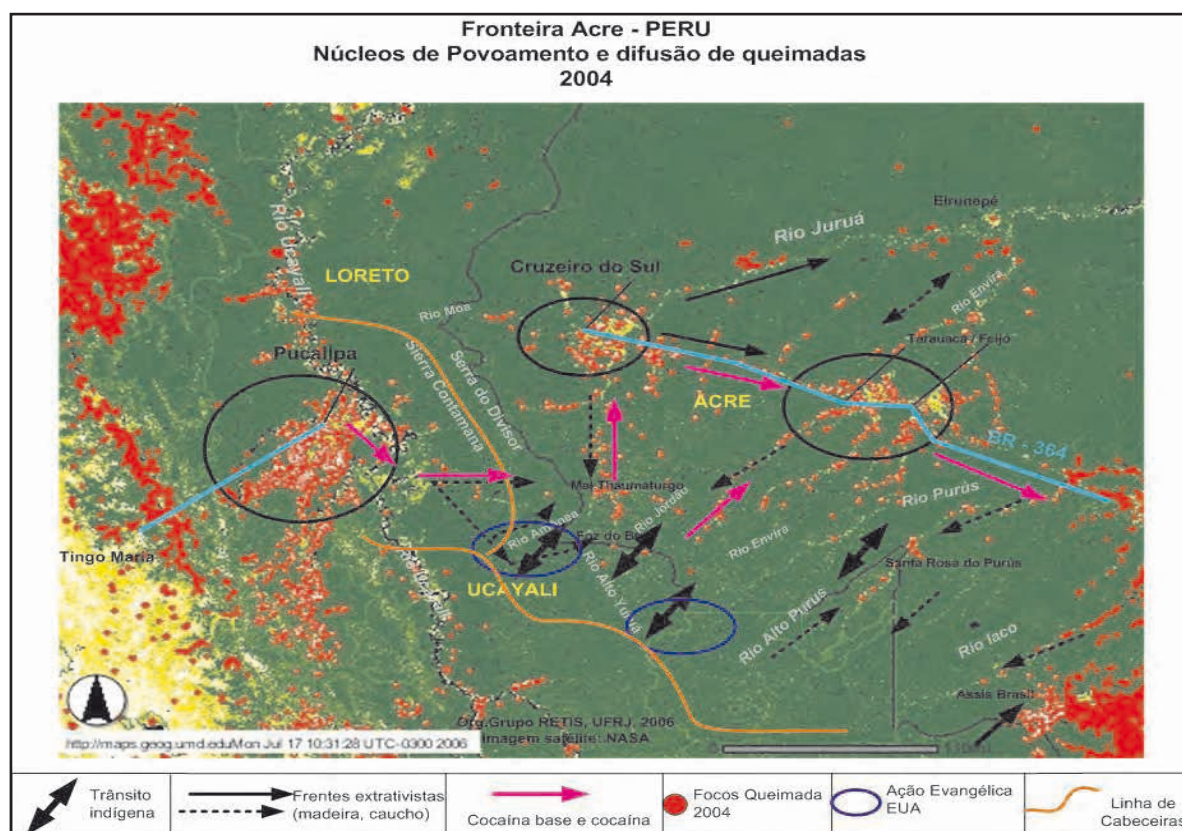 Fronteira Acre - PERU
Núcleos de Povoamento e difusão de queimadas
2004
Eirunepé
Rio Juruá
Rio Ucayali
LORETO
Cruzeiro do Sul
Rio Envira
Rio Moa
Tarauacá / Feijó
Pucallpa
Sierra Contamana
Serra do Divisor
ACRE
BR - 364
Mal Thaumaturgo
Rio Purús
Rio Jordão
Rio Amônea
Foz do
Rio Envira
Tingo Maria
Santa Rosa do Purús
UCAYALI
Rio Alto Yuruá
Rio Alto Purus
Rio Iaco
Assis Brasil
Org.Grupo RETIS, UFRJ, 2006
Imagem satélite: NASA
http://maps.geog.umd.eduMon Jul 17 10:31:28 UTC-0300 2006
0
Trânsito
indígena
Frentes extrativistas
(madeira, caucho)
Cocaína base e cocaína
Focos Queimada
2004
Ação Evangélica
EUA
Linha de
Cabeceiras